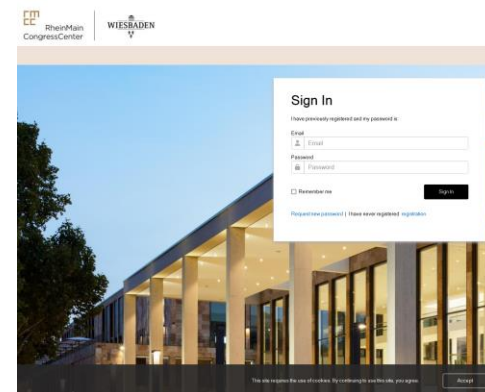 rm
cc
RheinMain
CongressCenter
WIESBADEN
Sign In
I have previously registered and my password is
Email
Email
Password
Password
Remember me
Sign in
Request new password | I have never registered registration
This site requires the use of cookies. By continuing to use this site, you agree.
Accept